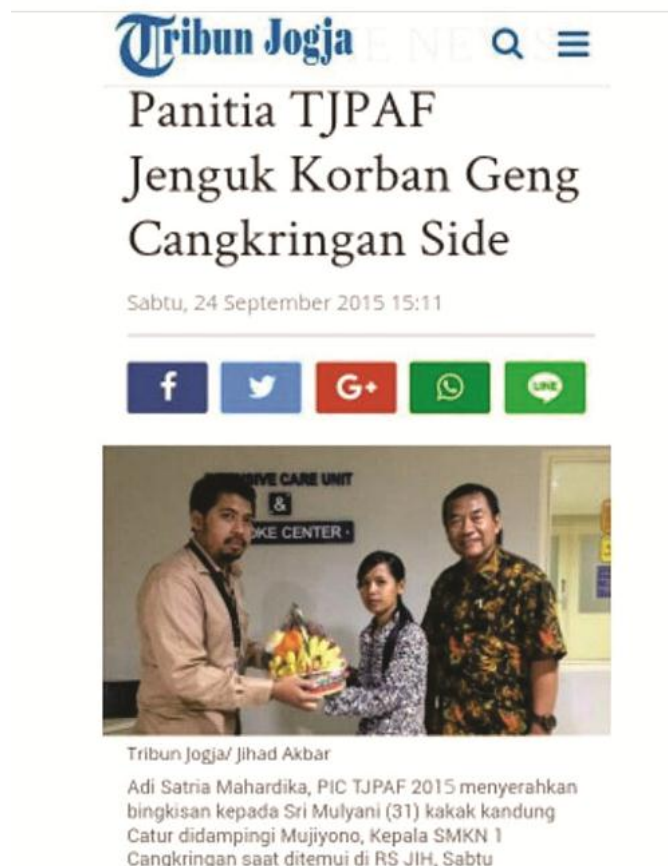 Tribun Jogja
Panitia TJPAF
Jenguk Korban Geng
Cangkringan Side
Sabtu, 24 September 2015 15:11
f
G+
LINE
INTENSIVE CARE UNIT
&
STROKE CENTER
Tribun Jogja/ Jihad Akbar
Adi Satria Mahardika, PIC TJPAF 2015 menyerahkan
bingkisan kepada Sri Mulyani (31) kakak kandung
Catur didampingi Mujiyono, Kepala SMKN 1
Cangkringan saat ditemui di RS JIH, Sabtu